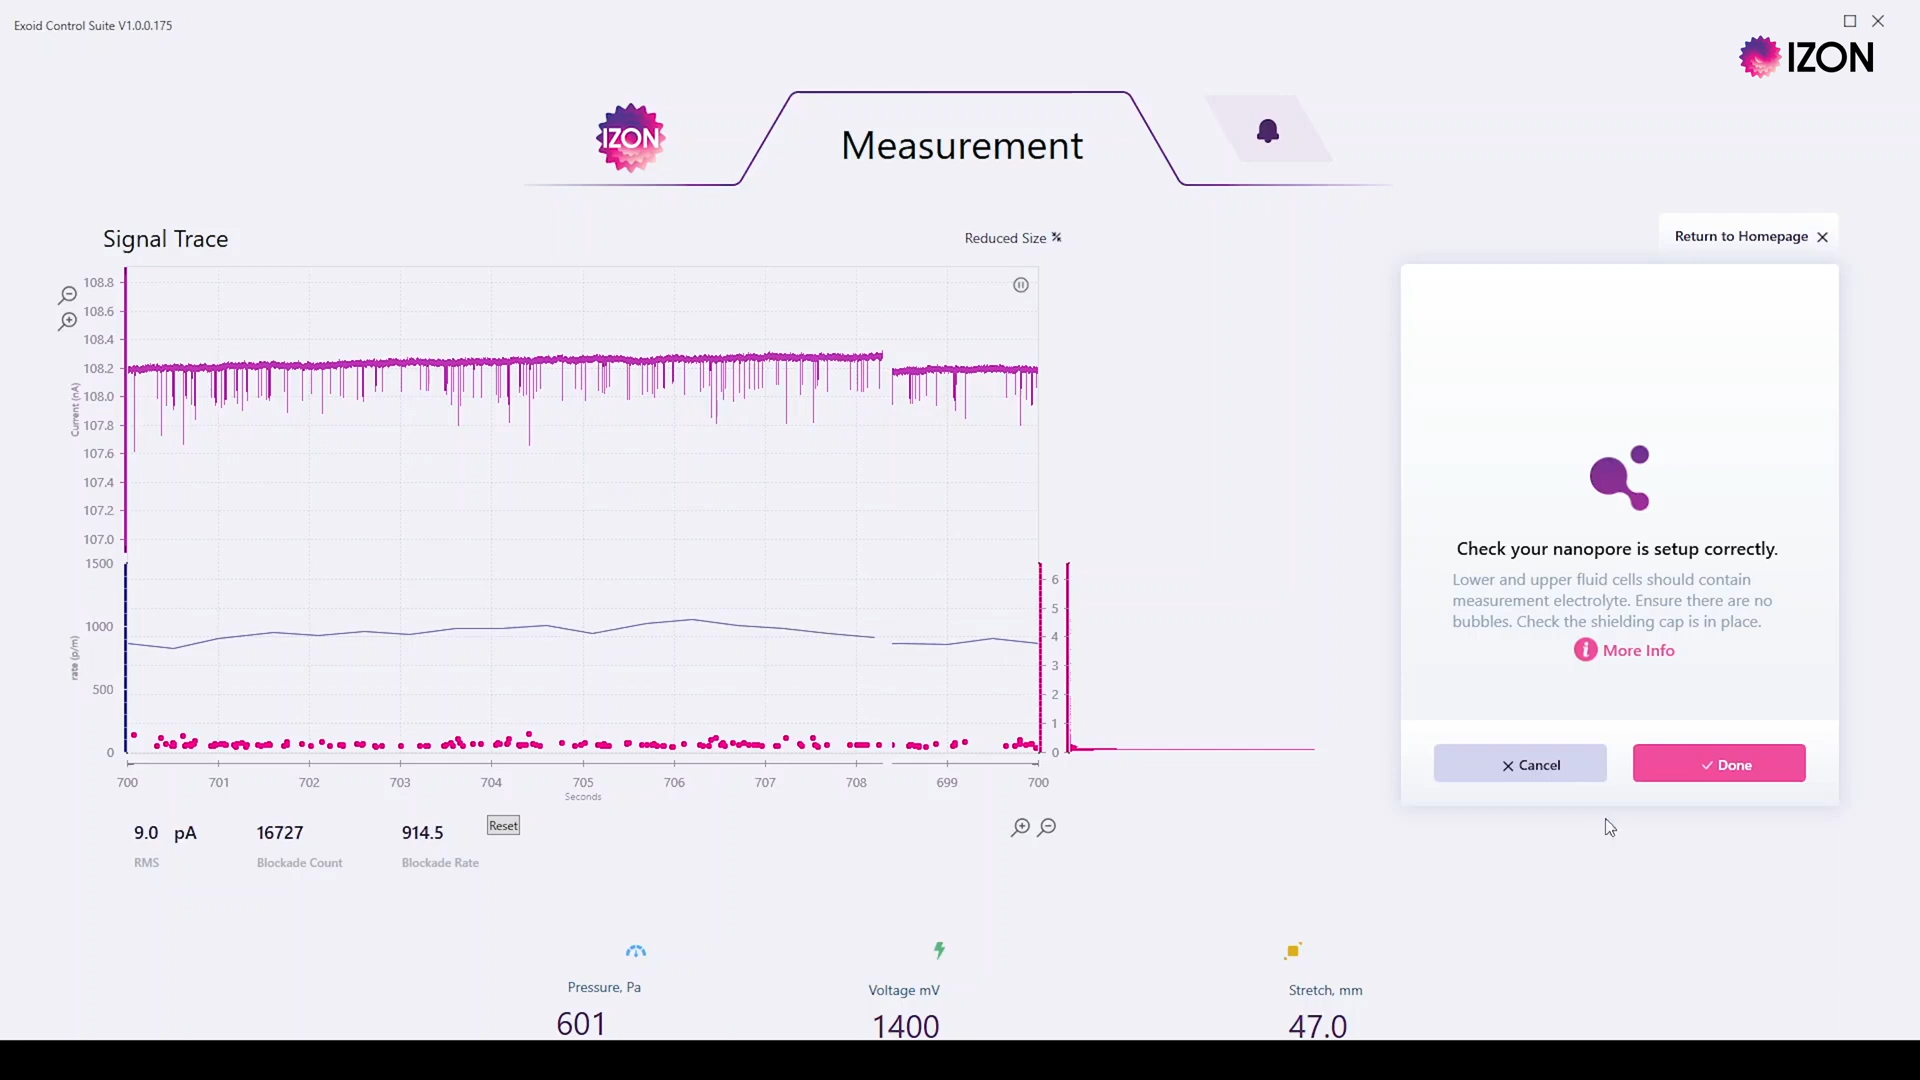 Exoid Control Suite V1.0.0.175
IZON
IZON
Measurement
Signal Trace
Reduced Size
Return to Homepage
108.8
108.6
108.4
108.2
108.0
107.8
107.6
107.4
107.2
107.0
Current (nA)
1500
1000
500
0
rate (p/m)
6
5
4
3
2
1
0
700 701 702 703 704 705 706 707 708 699 700
Seconds
Check your nanopore is setup correctly.
Lower and upper fluid cells should contain
measurement electrolyte. Ensure there are no
bubbles. Check the shielding cap is in place.
i More Info
Cancel
Done
9.0 pA 16727 914.5 Reset
RMS Blockade Count Blockade Rate
Pressure, Pa Voltage mV Stretch, mm
601 1400 47.0